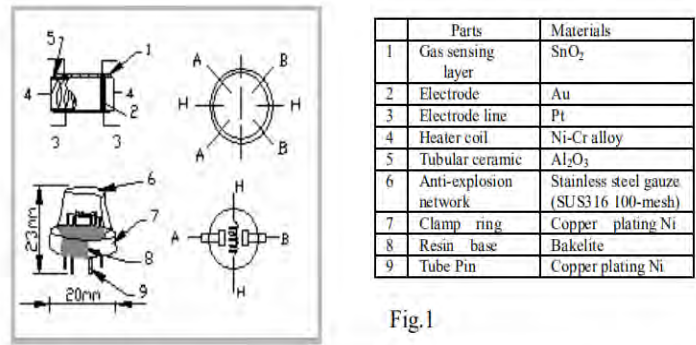 5
1
4
4
2
3
3
A
B
H
H
A
B
6
7
8
9
23mm
20mm
H
A
B
H
Parts Materials
1 Gas sensing SnO₂
layer
2 Electrode Au
3 Electrode line Pt
4 Heater coil Ni-Cr alloy
5 Tubular ceramic Al₂O₃
6 Anti-explosion Stainless steel gauze
network (SUS316 100-mesh)
7 Clamp ring Copper plating Ni
8 Resin base Bakelite
9 Tube Pin Copper plating Ni
Fig.1